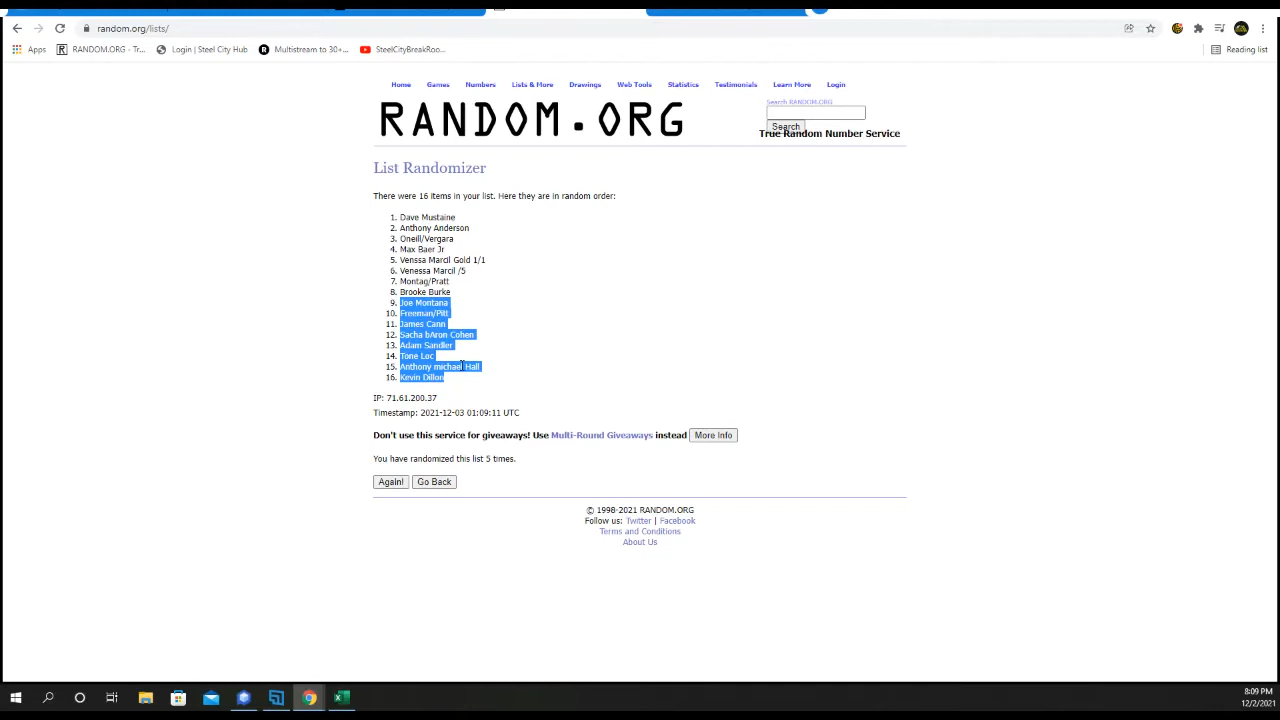 random.org/lists/
Apps
RANDOM.ORG - Tr...
Login | Steel City Hub
Multistream to 30+...
SteelCityBreakRoo...
Reading list
Home Games Numbers Lists & More Drawings Web Tools Statistics Testimonials Learn More Login
RANDOM.ORG
Search RANDOM.ORG
Search
True Random Number Service
List Randomizer
There were 16 items in your list. Here they are in random order:
1. Dave Mustaine
2. Anthony Anderson
3. Oneill/Vergara
4. Max Baer Jr
5. Venssa Marcil Gold 1/1
6. Venessa Marcil /5
7. Montag/Pratt
8. Brooke Burke
9. Joe Montana
10. Freeman/Pitt
11. James Cann
12. Sacha bAron Cohen
13. Adam Sandler
14. Tone Loc
15. Anthony michael Hall
16. Kevin Dillon
IP: 71.61.200.37
Timestamp: 2021-12-03 01:09:11 UTC
Don't use this service for giveaways! Use Multi-Round Giveaways instead More Info
You have randomized this list 5 times.
Again! Go Back
© 1998-2021 RANDOM.ORG
Follow us: Twitter | Facebook
Terms and Conditions
About Us
8:09 PM
12/2/2021